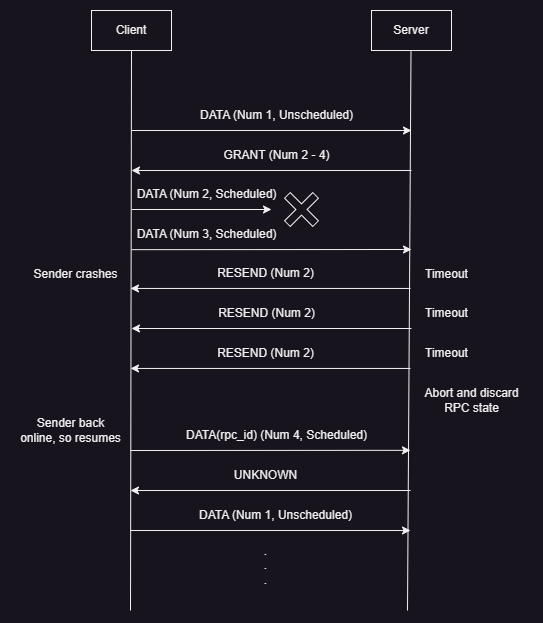 Client
Server
DATA (Num 1, Unscheduled)
GRANT (Num 2 - 4)
DATA (Num 2, Scheduled)
DATA (Num 3, Scheduled)
Sender crashes
RESEND (Num 2)
Timeout
RESEND (Num 2)
Timeout
RESEND (Num 2)
Timeout
Abort and discard
RPC state
Sender back
online, so resumes
DATA(rpc_id) (Num 4, Scheduled)
UNKNOWN
DATA (Num 1, Unscheduled)
.
.
.